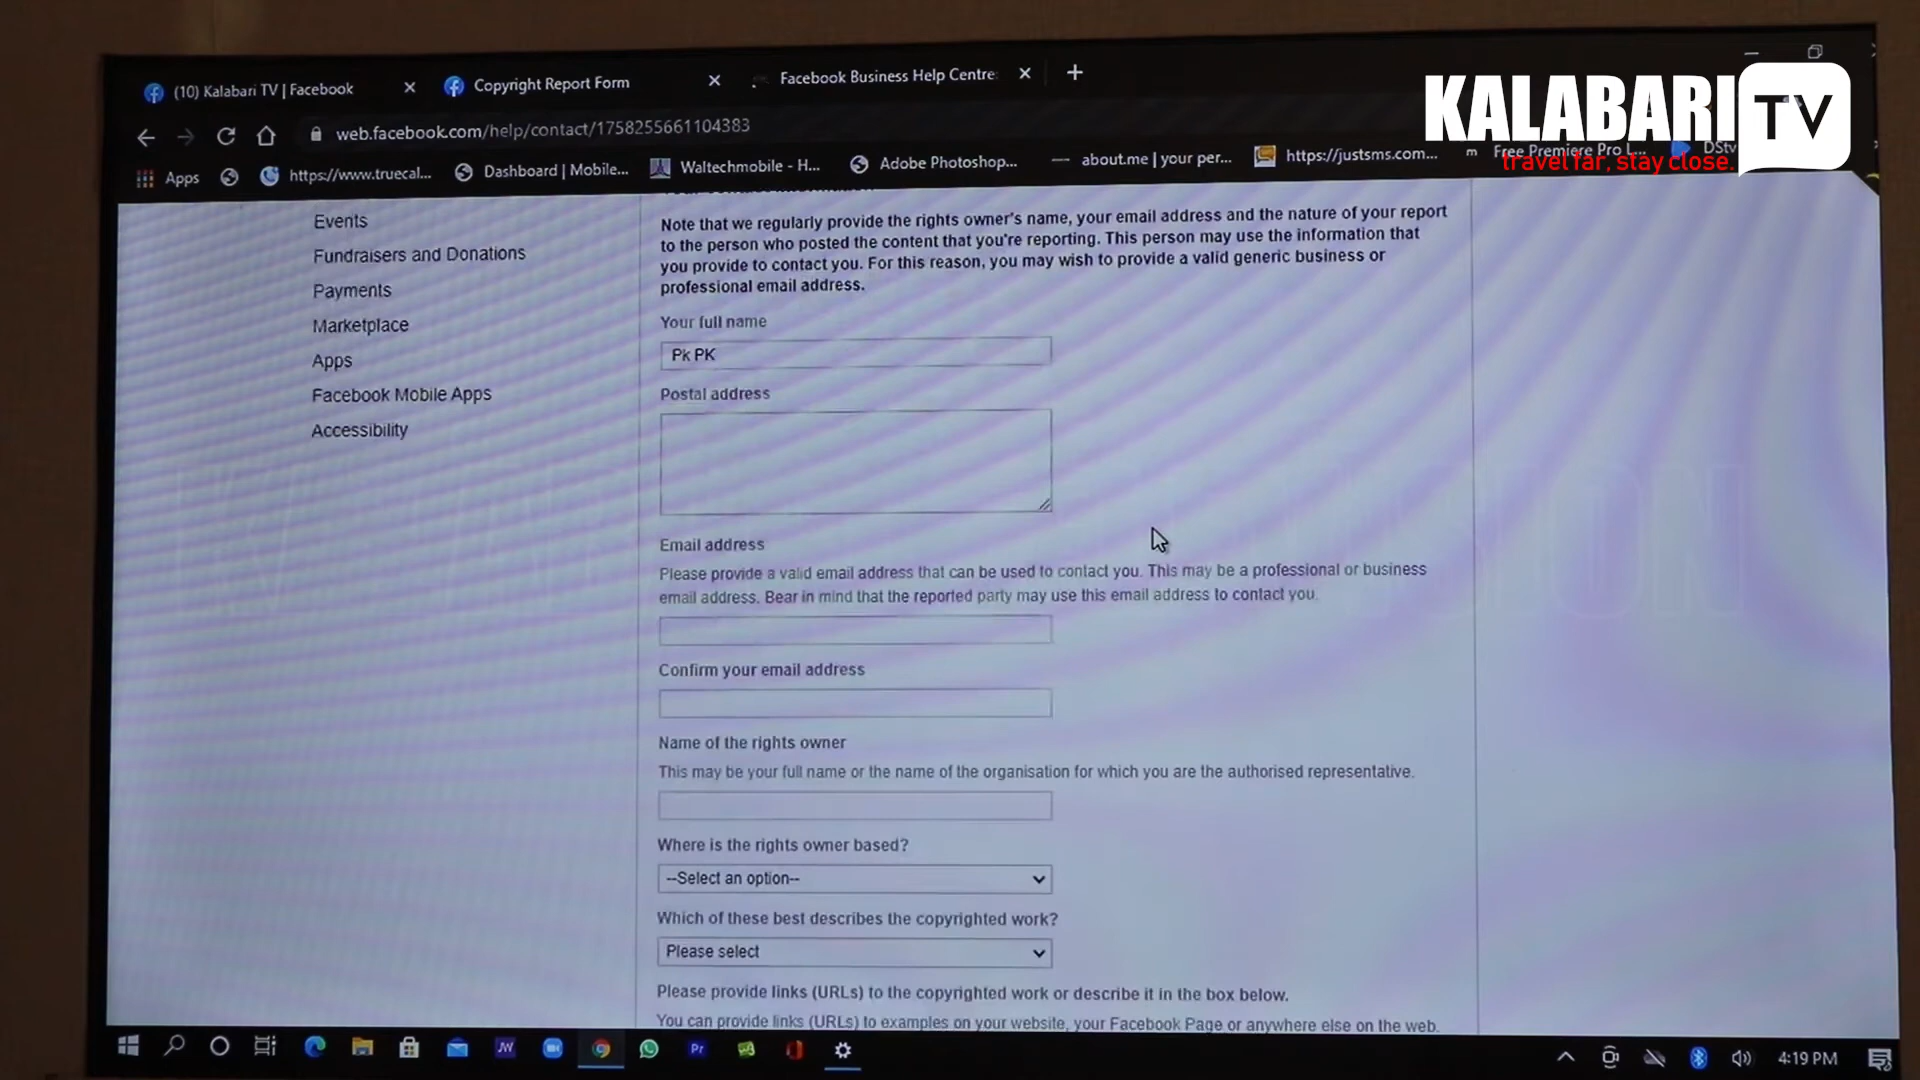 (10) Kalabari TV | Facebook
Copyright Report Form
Facebook Business Help Centre:
KALABARI TV
travel far, stay close.
web.facebook.com/help/contact/1758255661104383
Apps
https://www.truecal...
Dashboard | Mobile...
Waltechmobile - H...
Adobe Photoshop...
about.me | your per...
https://justsms.com...
Free Premiere Pro L...
DStv
Events
Fundraisers and Donations
Payments
Marketplace
Apps
Facebook Mobile Apps
Accessibility
Note that we regularly provide the rights owner's name, your email address and the nature of your report
to the person who posted the content that you're reporting. This person may use the information that
you provide to contact you. For this reason, you may wish to provide a valid generic business or
professional email address.
Your full name
Pk PK
Postal address
Email address
Please provide a valid email address that can be used to contact you. This may be a professional or business
email address. Bear in mind that the reported party may use this email address to contact you.
Confirm your email address
Name of the rights owner
This may be your full name or the name of the organisation for which you are the authorised representative.
Where is the rights owner based?
--Select an option--
Which of these best describes the copyrighted work?
Please select
Please provide links (URLs) to the copyrighted work or describe it in the box below.
You can provide links (URLs) to examples on your website, your Facebook Page or anywhere else on the web.
JW
Pr
4:19 PM